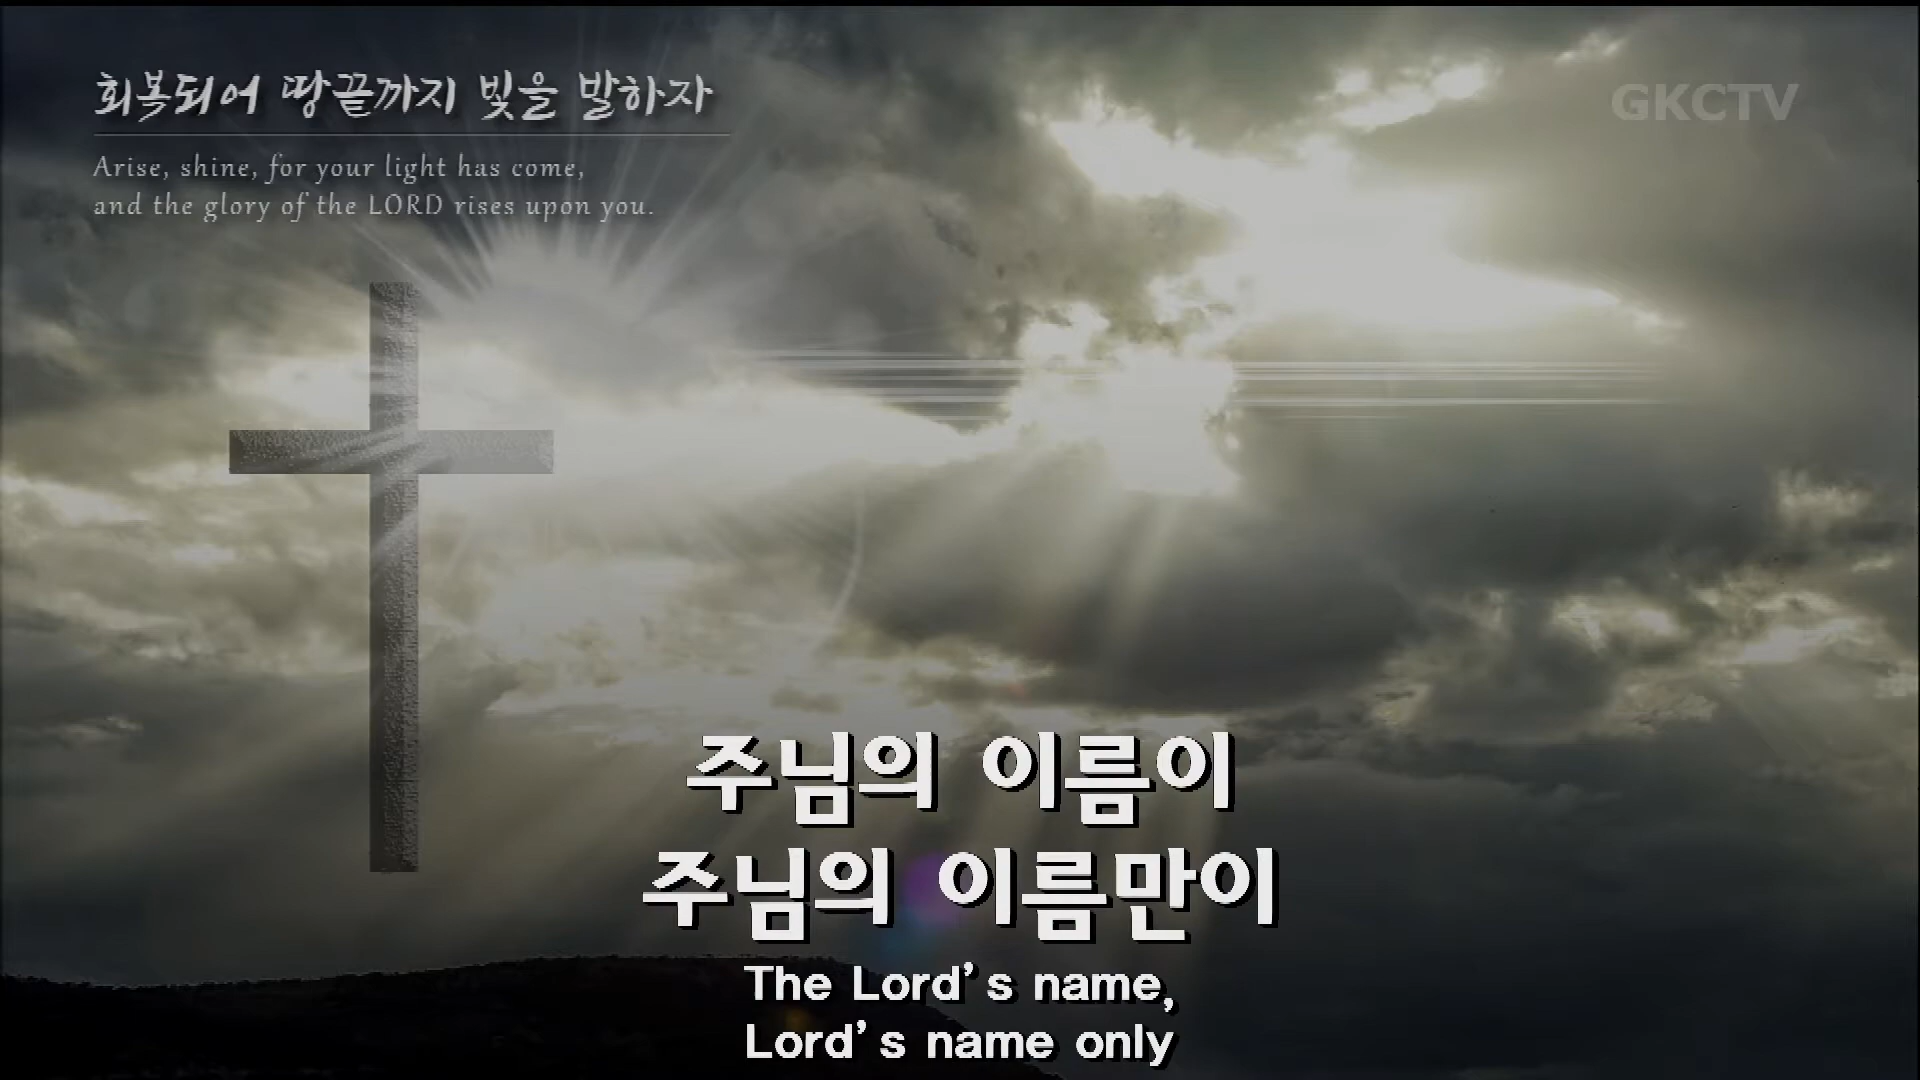 회복되어 땅끝까지 빛을 발하자
GKCTV
Arise, shine, for your light has come,
and the glory of the LORD rises upon you.
주님의 이름이
주님의 이름만이
The Lord's name,
Lord's name only